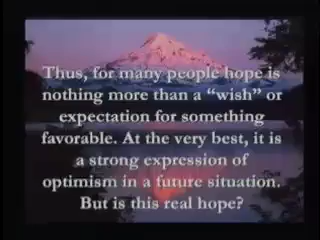 Thus, for many people hope is
nothing more than a “wish” or
expectation for something
favorable. At the very best, it is
a strong expression of
optimism in a future situation.
But is this real hope?